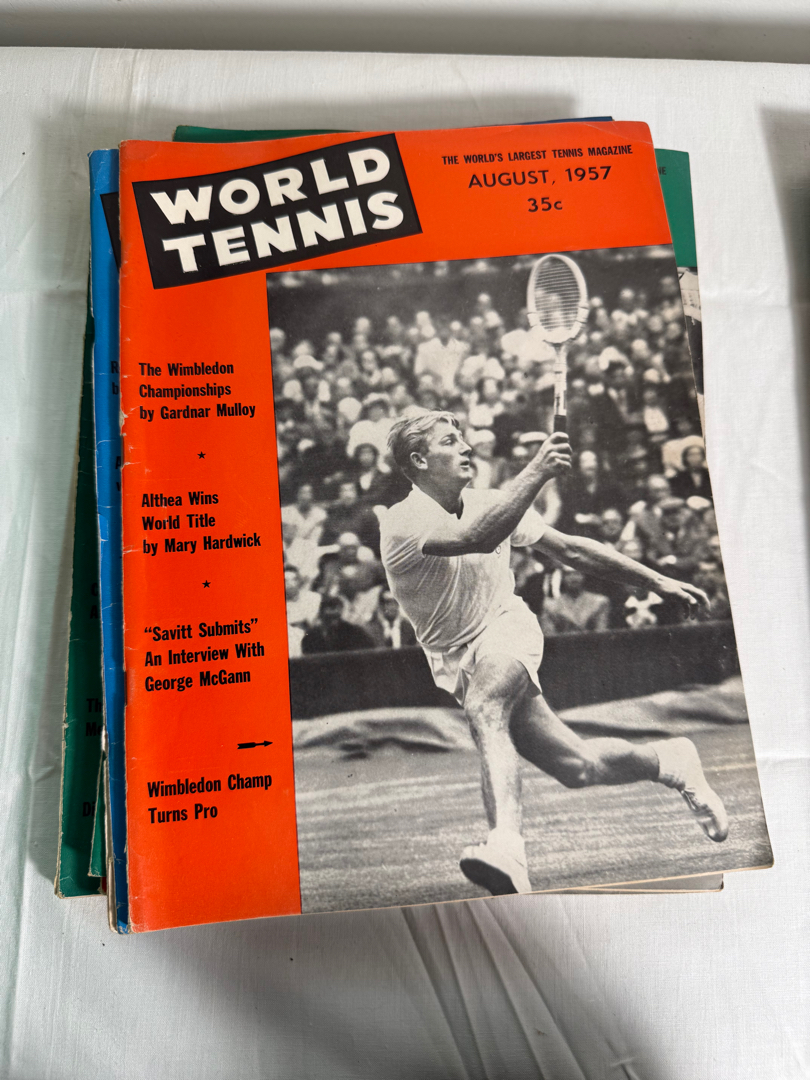 WORLD
TENNIS
THE WORLD'S LARGEST TENNIS MAGAZINE
AUGUST, 1957
35c
The Wimbledon
Championships
by Gardnar Mulloy
★
Althea Wins
World Title
by Mary Hardwick
★
"Savitt Submits"
An Interview With
George McGann
Wimbledon Champ
Turns Pro